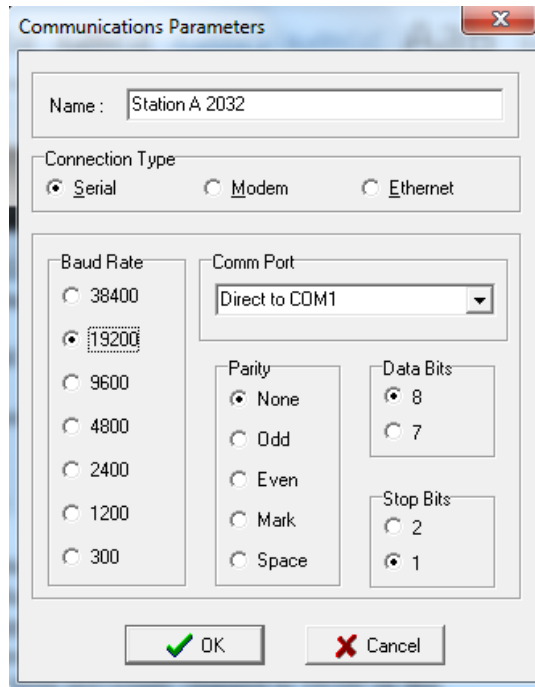 Communications Parameters
Name : Station A 2032
Connection Type
Serial Modem Ethernet
Baud Rate
38400
19200
9600
4800
2400
1200
300
Comm Port
Direct to COM1
Parity
None
Odd
Even
Mark
Space
Data Bits
8
7
Stop Bits
2
1
OK Cancel